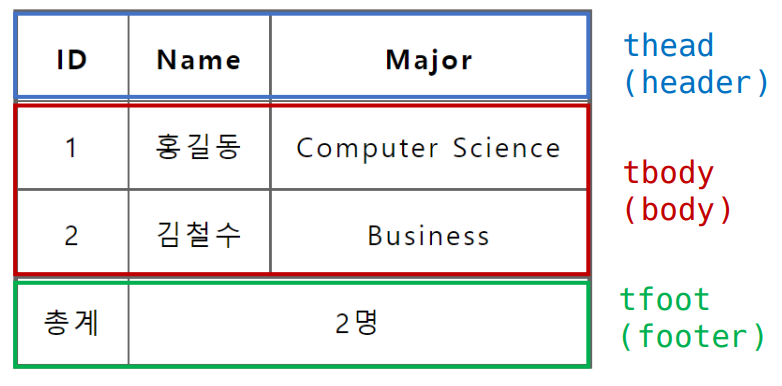 ID Name Major
thead
(header)
1 홍길동 Computer Science
tbody
(body)
2 김철수 Business
tfoot
(footer)
총계 2명